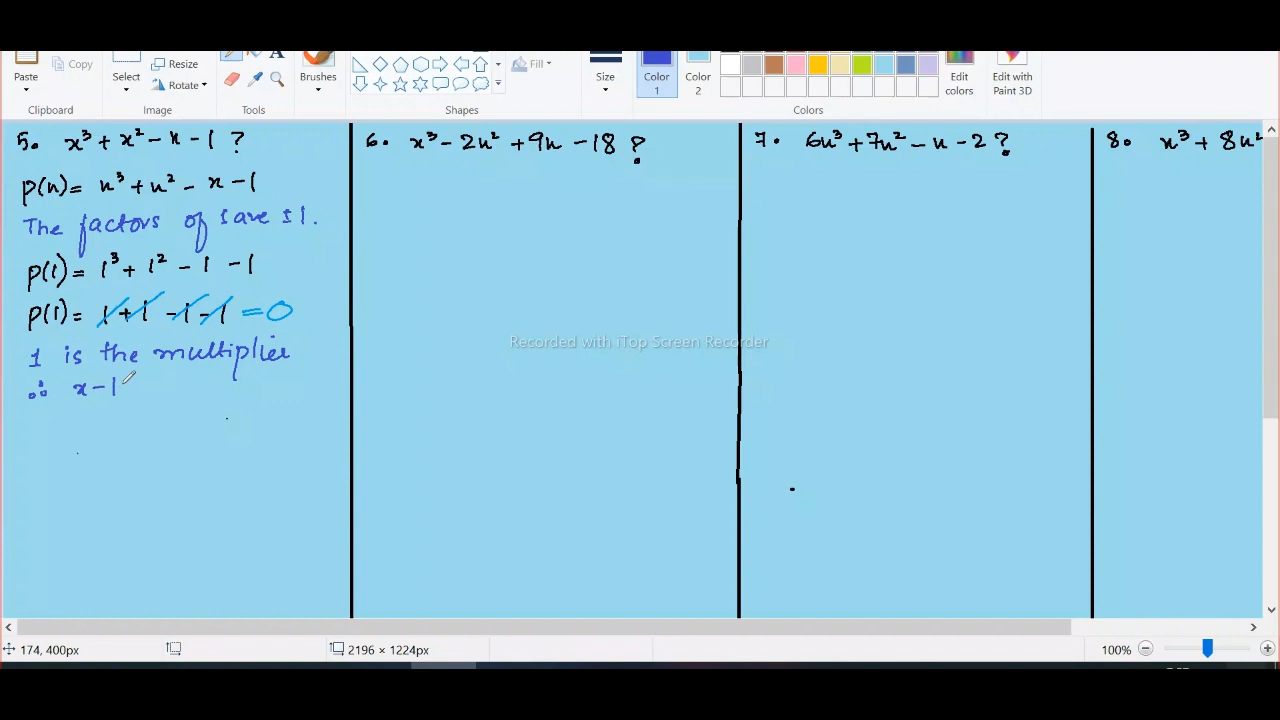 Paste
Copy
Select
Resize
Rotate
A
Brushes
Fill
Size
Color 1
Color 2
Edit colors
Edit with Paint 3D
Clipboard
Image
Tools
Shapes
Colors
5. x³ + x² - x - 1 ?
p(x) = x³ + x² - x - 1
The factors of 1 are ±1.
p(1) = 1³ + 1² - 1 - 1
p(1) = 1 + 1 - 1 - 1 = 0
1 is the multiplier
∴ x - 1
6. x³ - 2x² + 9x - 18 ?
7. 6x³ + 7x² - x - 2 ?
8. x³ + 8x²
Recorded with iTop Screen Recorder
174, 400px
2196 × 1224px
100%